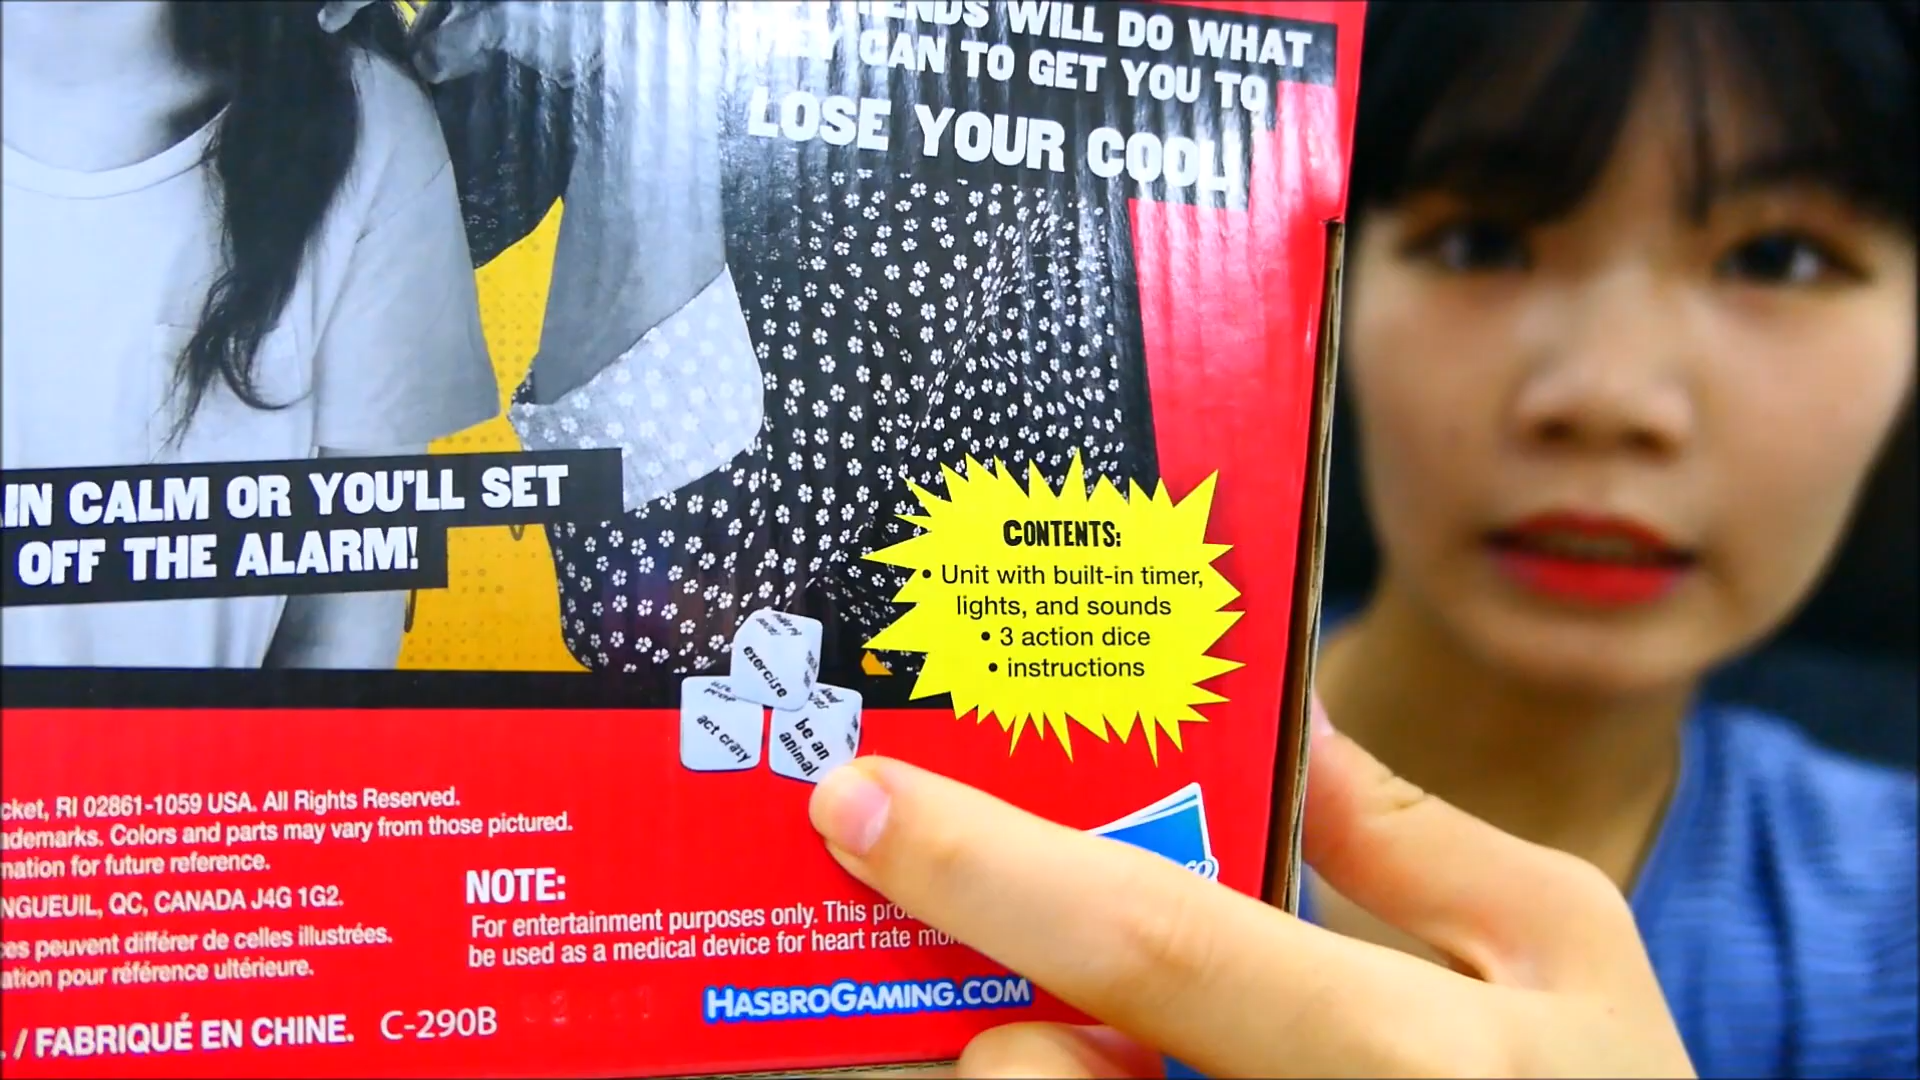 WILL DO WHAT
CAN TO GET YOU TO
LOSE YOUR COOL!
IN CALM OR YOU'LL SET
OFF THE ALARM!
CONTENTS:
• Unit with built-in timer,
lights, and sounds
• 3 action dice
• instructions
exercise
act crazy
be an
animal
RI 02861-1059 USA. All Rights Reserved.
Colors and parts may vary from those pictured.
for future reference.
QC, CANADA J4G 1G2.
peuvent différer de celles illustrées.
pour référence ultérieure.
/ FABRIQUÉ EN CHINE. C-290B
NOTE:
For entertainment purposes only. This
be used as a medical device for heart rate
HASBROGAMING.COM